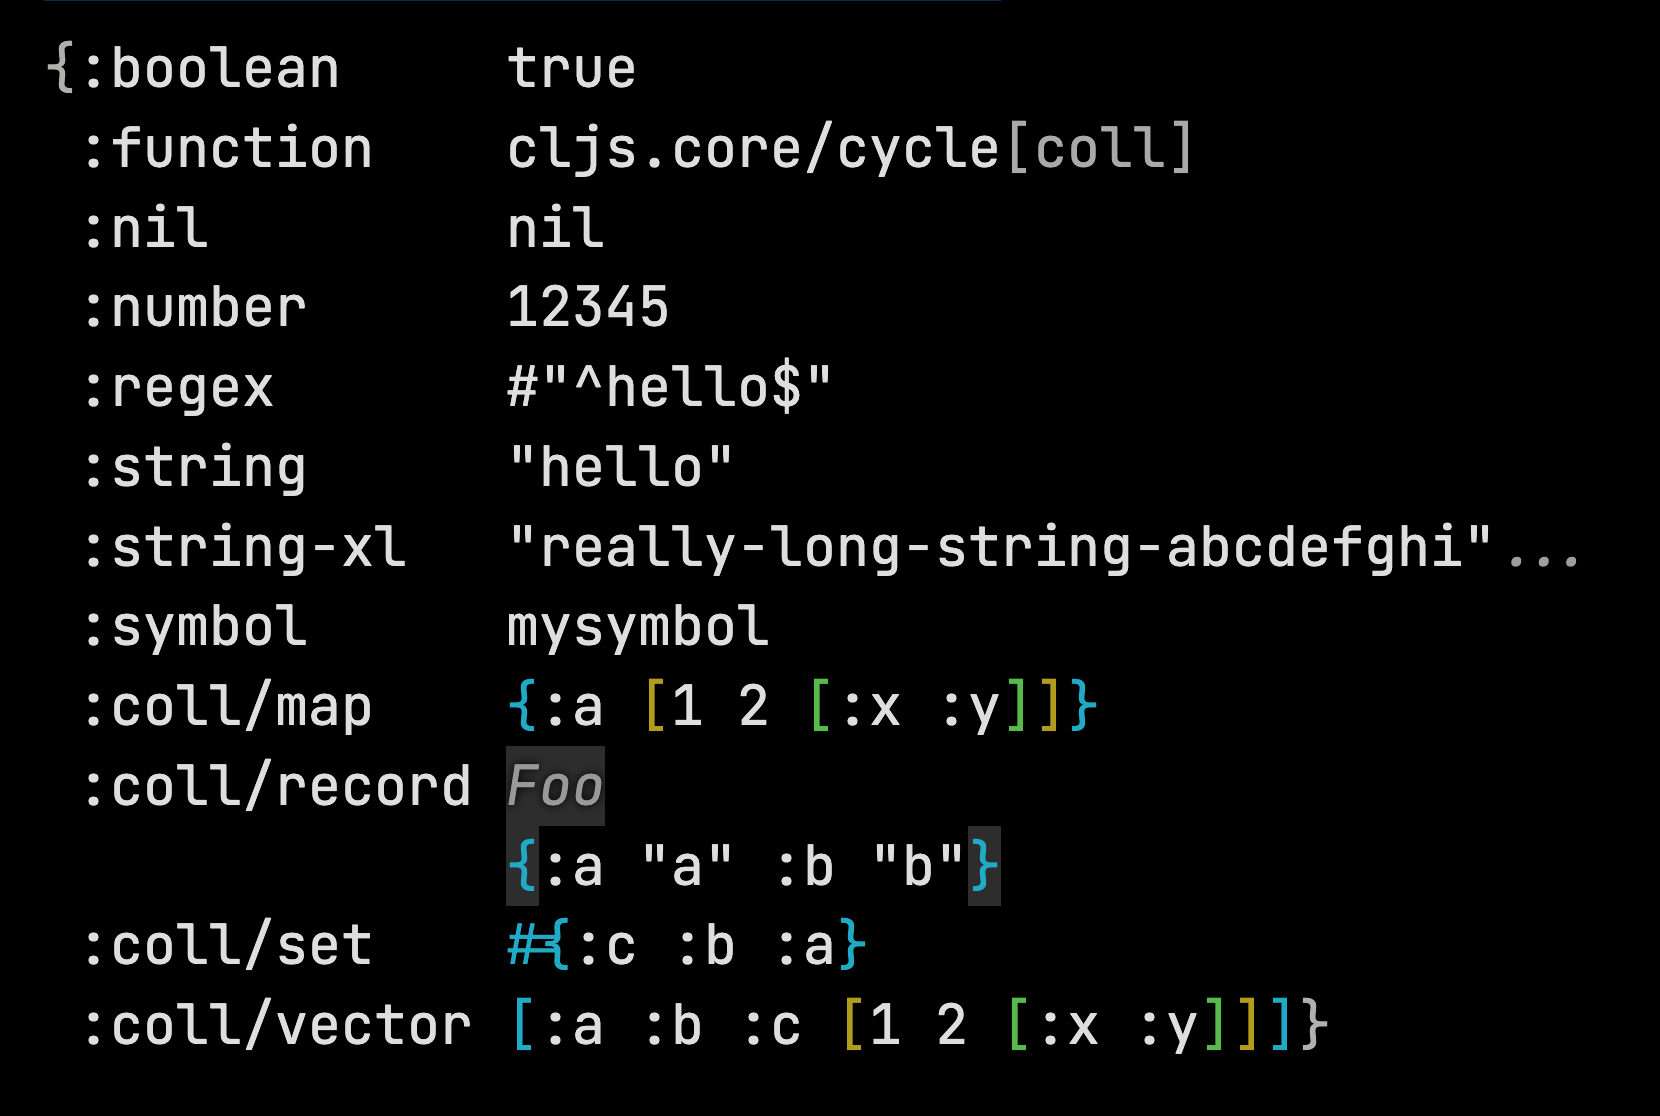 {:boolean     true
 :function    cljs.core/cycle[coll]
 :nil         nil
 :number      12345
 :regex       #"^hello$"
 :string      "hello"
 :string-xl   "really-long-string-abcdefghi"...
 :symbol      mysymbol
 :coll/map    {:a [1 2 [:x :y]]}
 :coll/record Foo
              {:a "a" :b "b"}
 :coll/set    #{:c :b :a}
 :coll/vector [:a :b :c [1 2 [:x :y]]]}